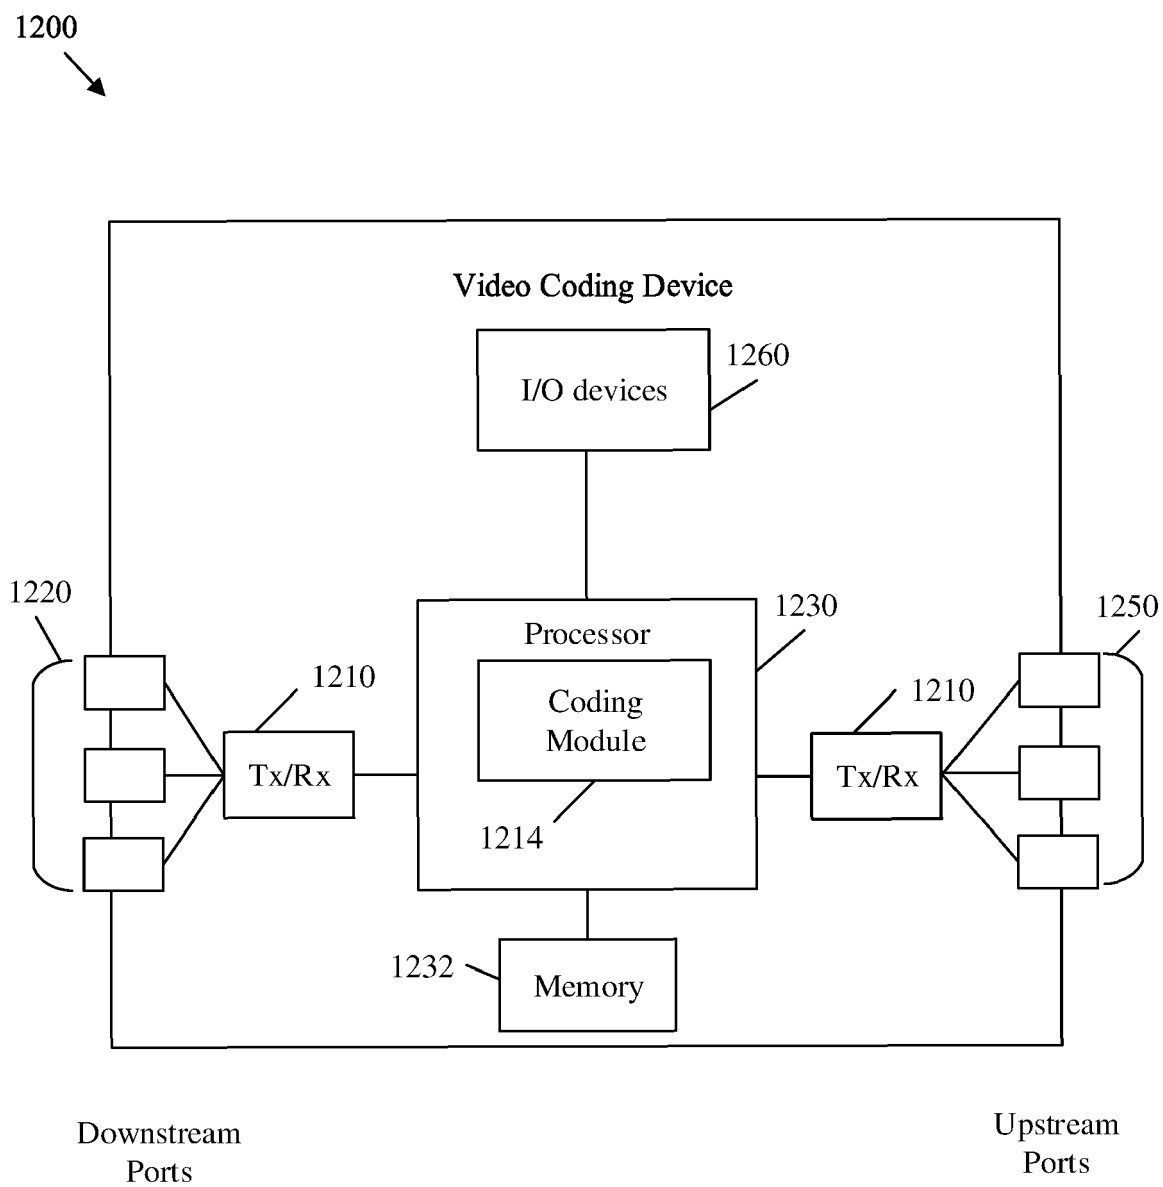 1200
Video Coding Device
I/O devices
1260
1220
1230
1250
Processor
1210
Coding
Module
1210
Tx/Rx
Tx/Rx
1214
1232
Memory
Downstream
Ports
Upstream
Ports